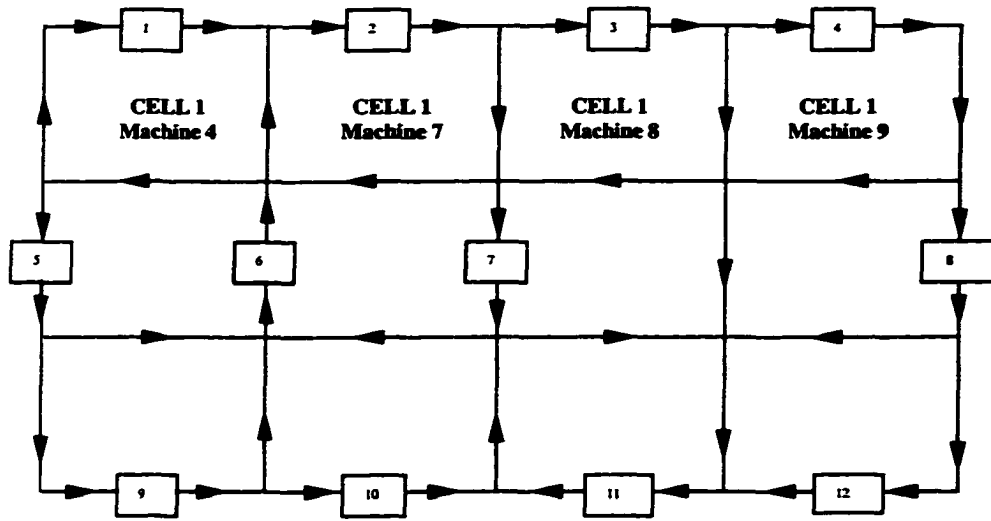 1
2
3
4
CELL 1
Machine 4
CELL 1
Machine 7
CELL 1
Machine 8
CELL 1
Machine 9
5
6
7
8
9
10
11
12